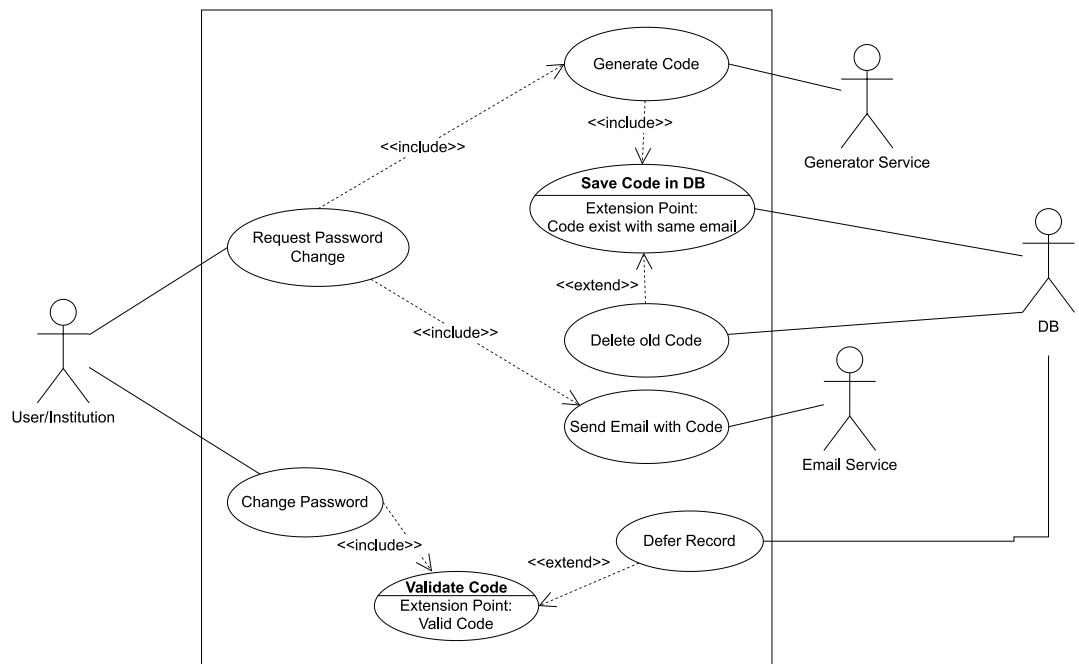 Generate Code
<<include>>
<<include>>
Generator Service
Save Code in DB
Extension Point:
Code exist with same email
Request Password
Change
<<extend>>
<<include>>
Delete old Code
DB
User/Institution
Send Email with Code
Email Service
Change Password
<<include>>
Defer Record
<<extend>>
Validate Code
Extension Point:
Valid Code